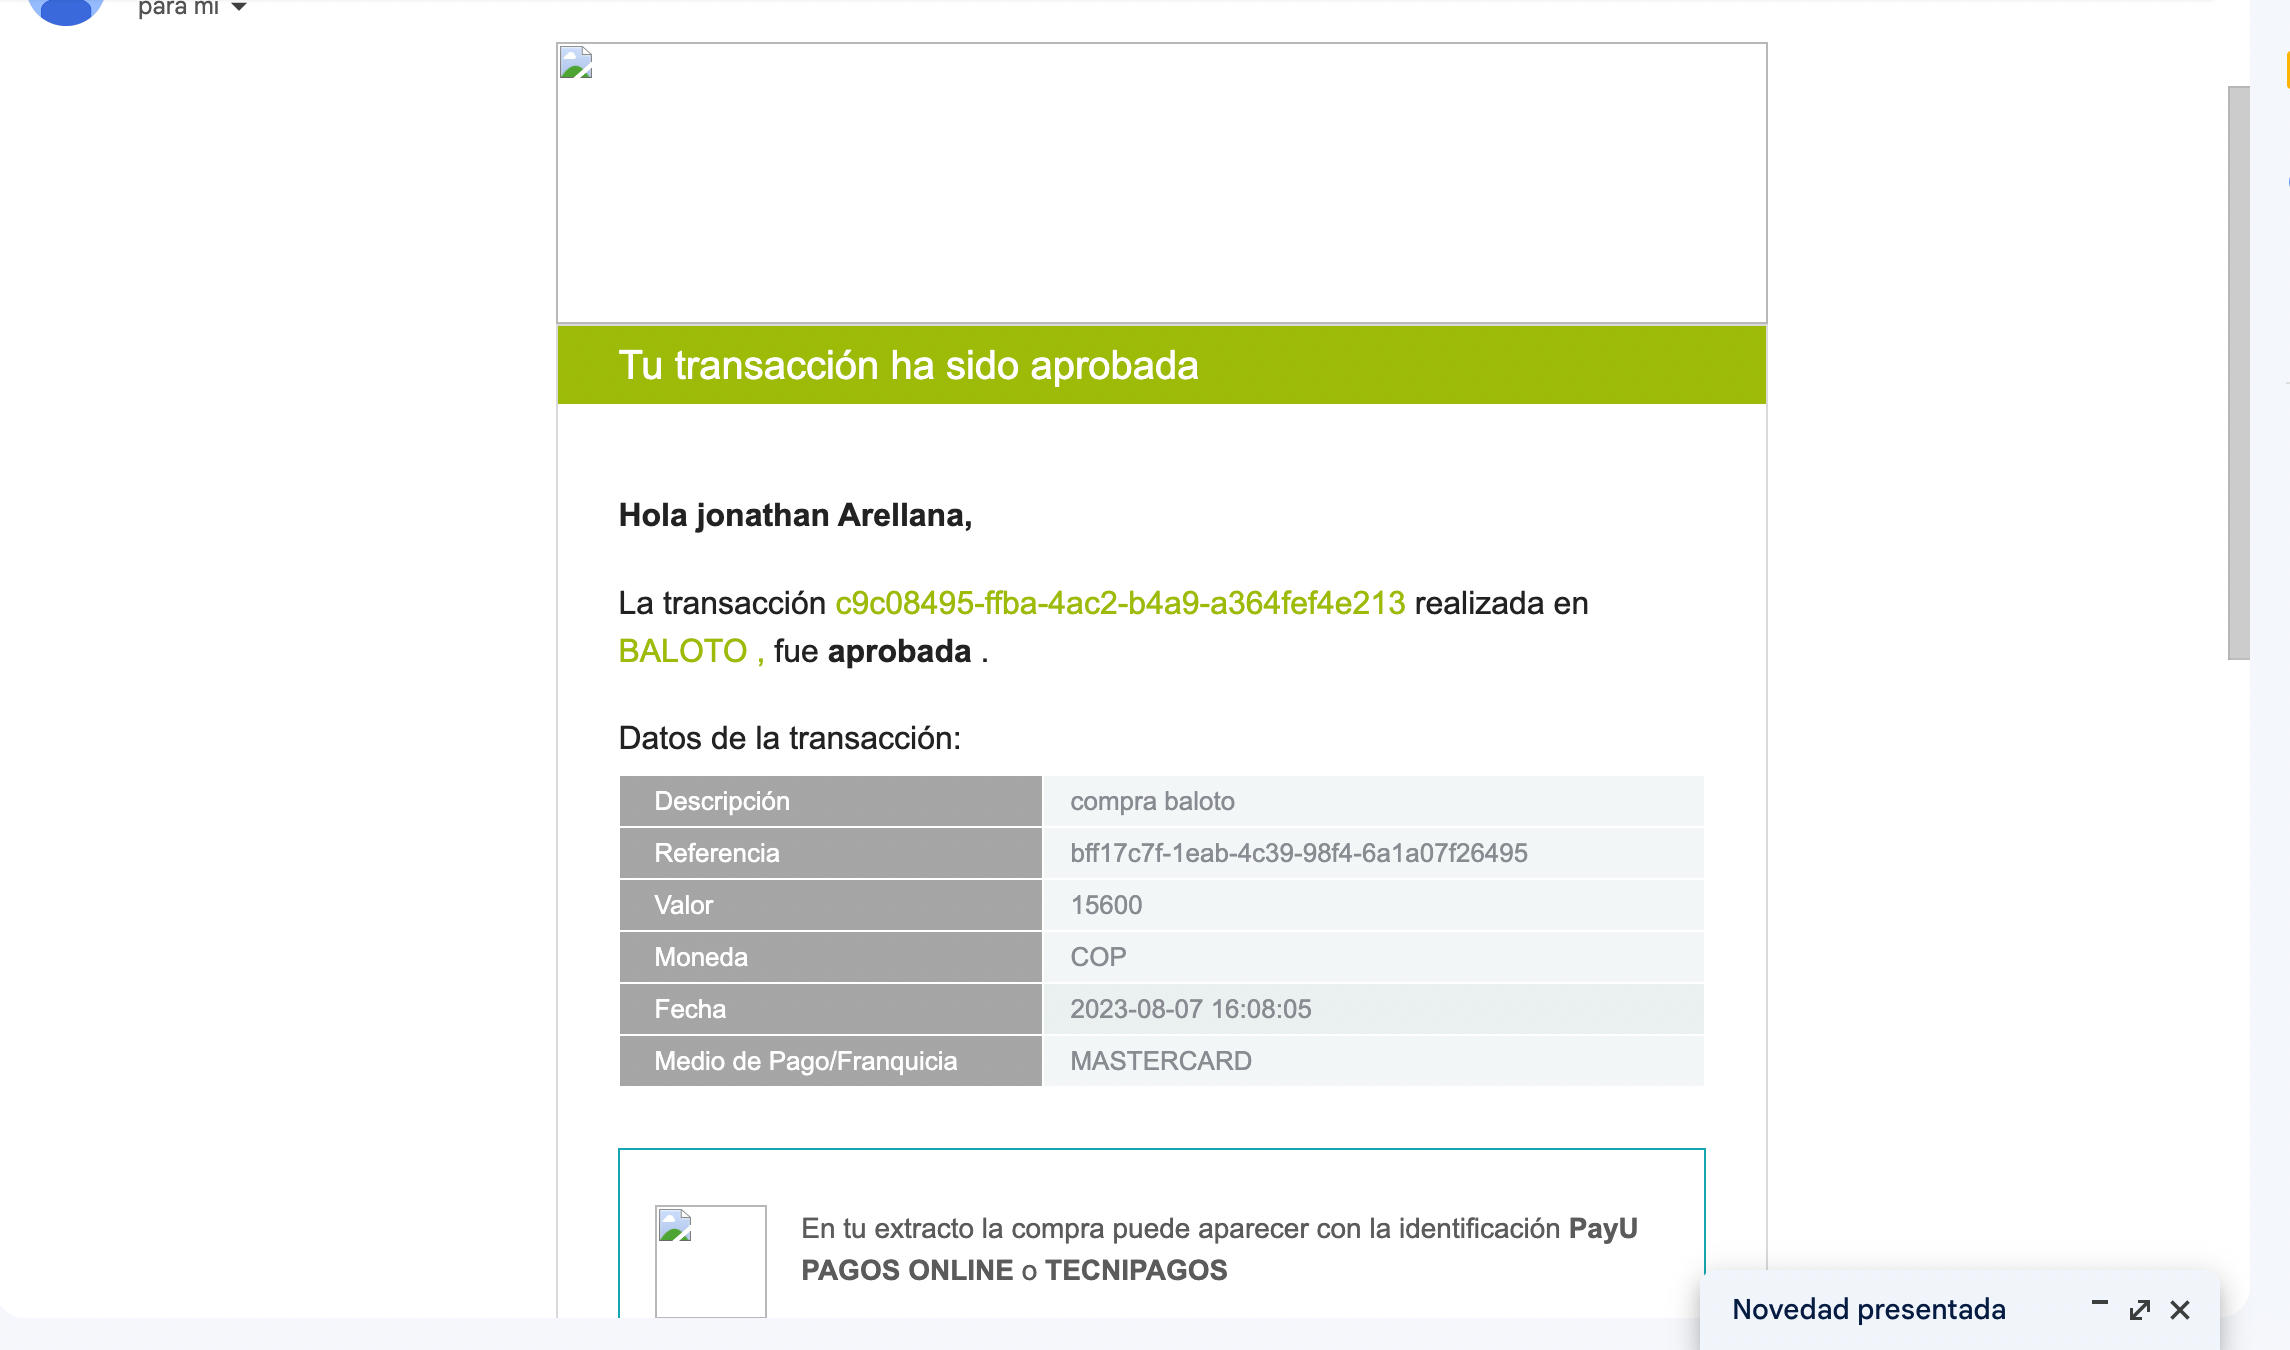 para mí
Tu transacción ha sido aprobada
Hola jonathan Arellana,
La transacción c9c08495-ffba-4ac2-b4a9-a364fef4e213 realizada en
BALOTO , fue aprobada .
Datos de la transacción:
Descripción compra baloto
Referencia bff17c7f-1eab-4c39-98f4-6a1a07f26495
Valor 15600
Moneda COP
Fecha 2023-08-07 16:08:05
Medio de Pago/Franquicia MASTERCARD
En tu extracto la compra puede aparecer con la identificación PayU
PAGOS ONLINE o TECNIPAGOS
Novedad presentada